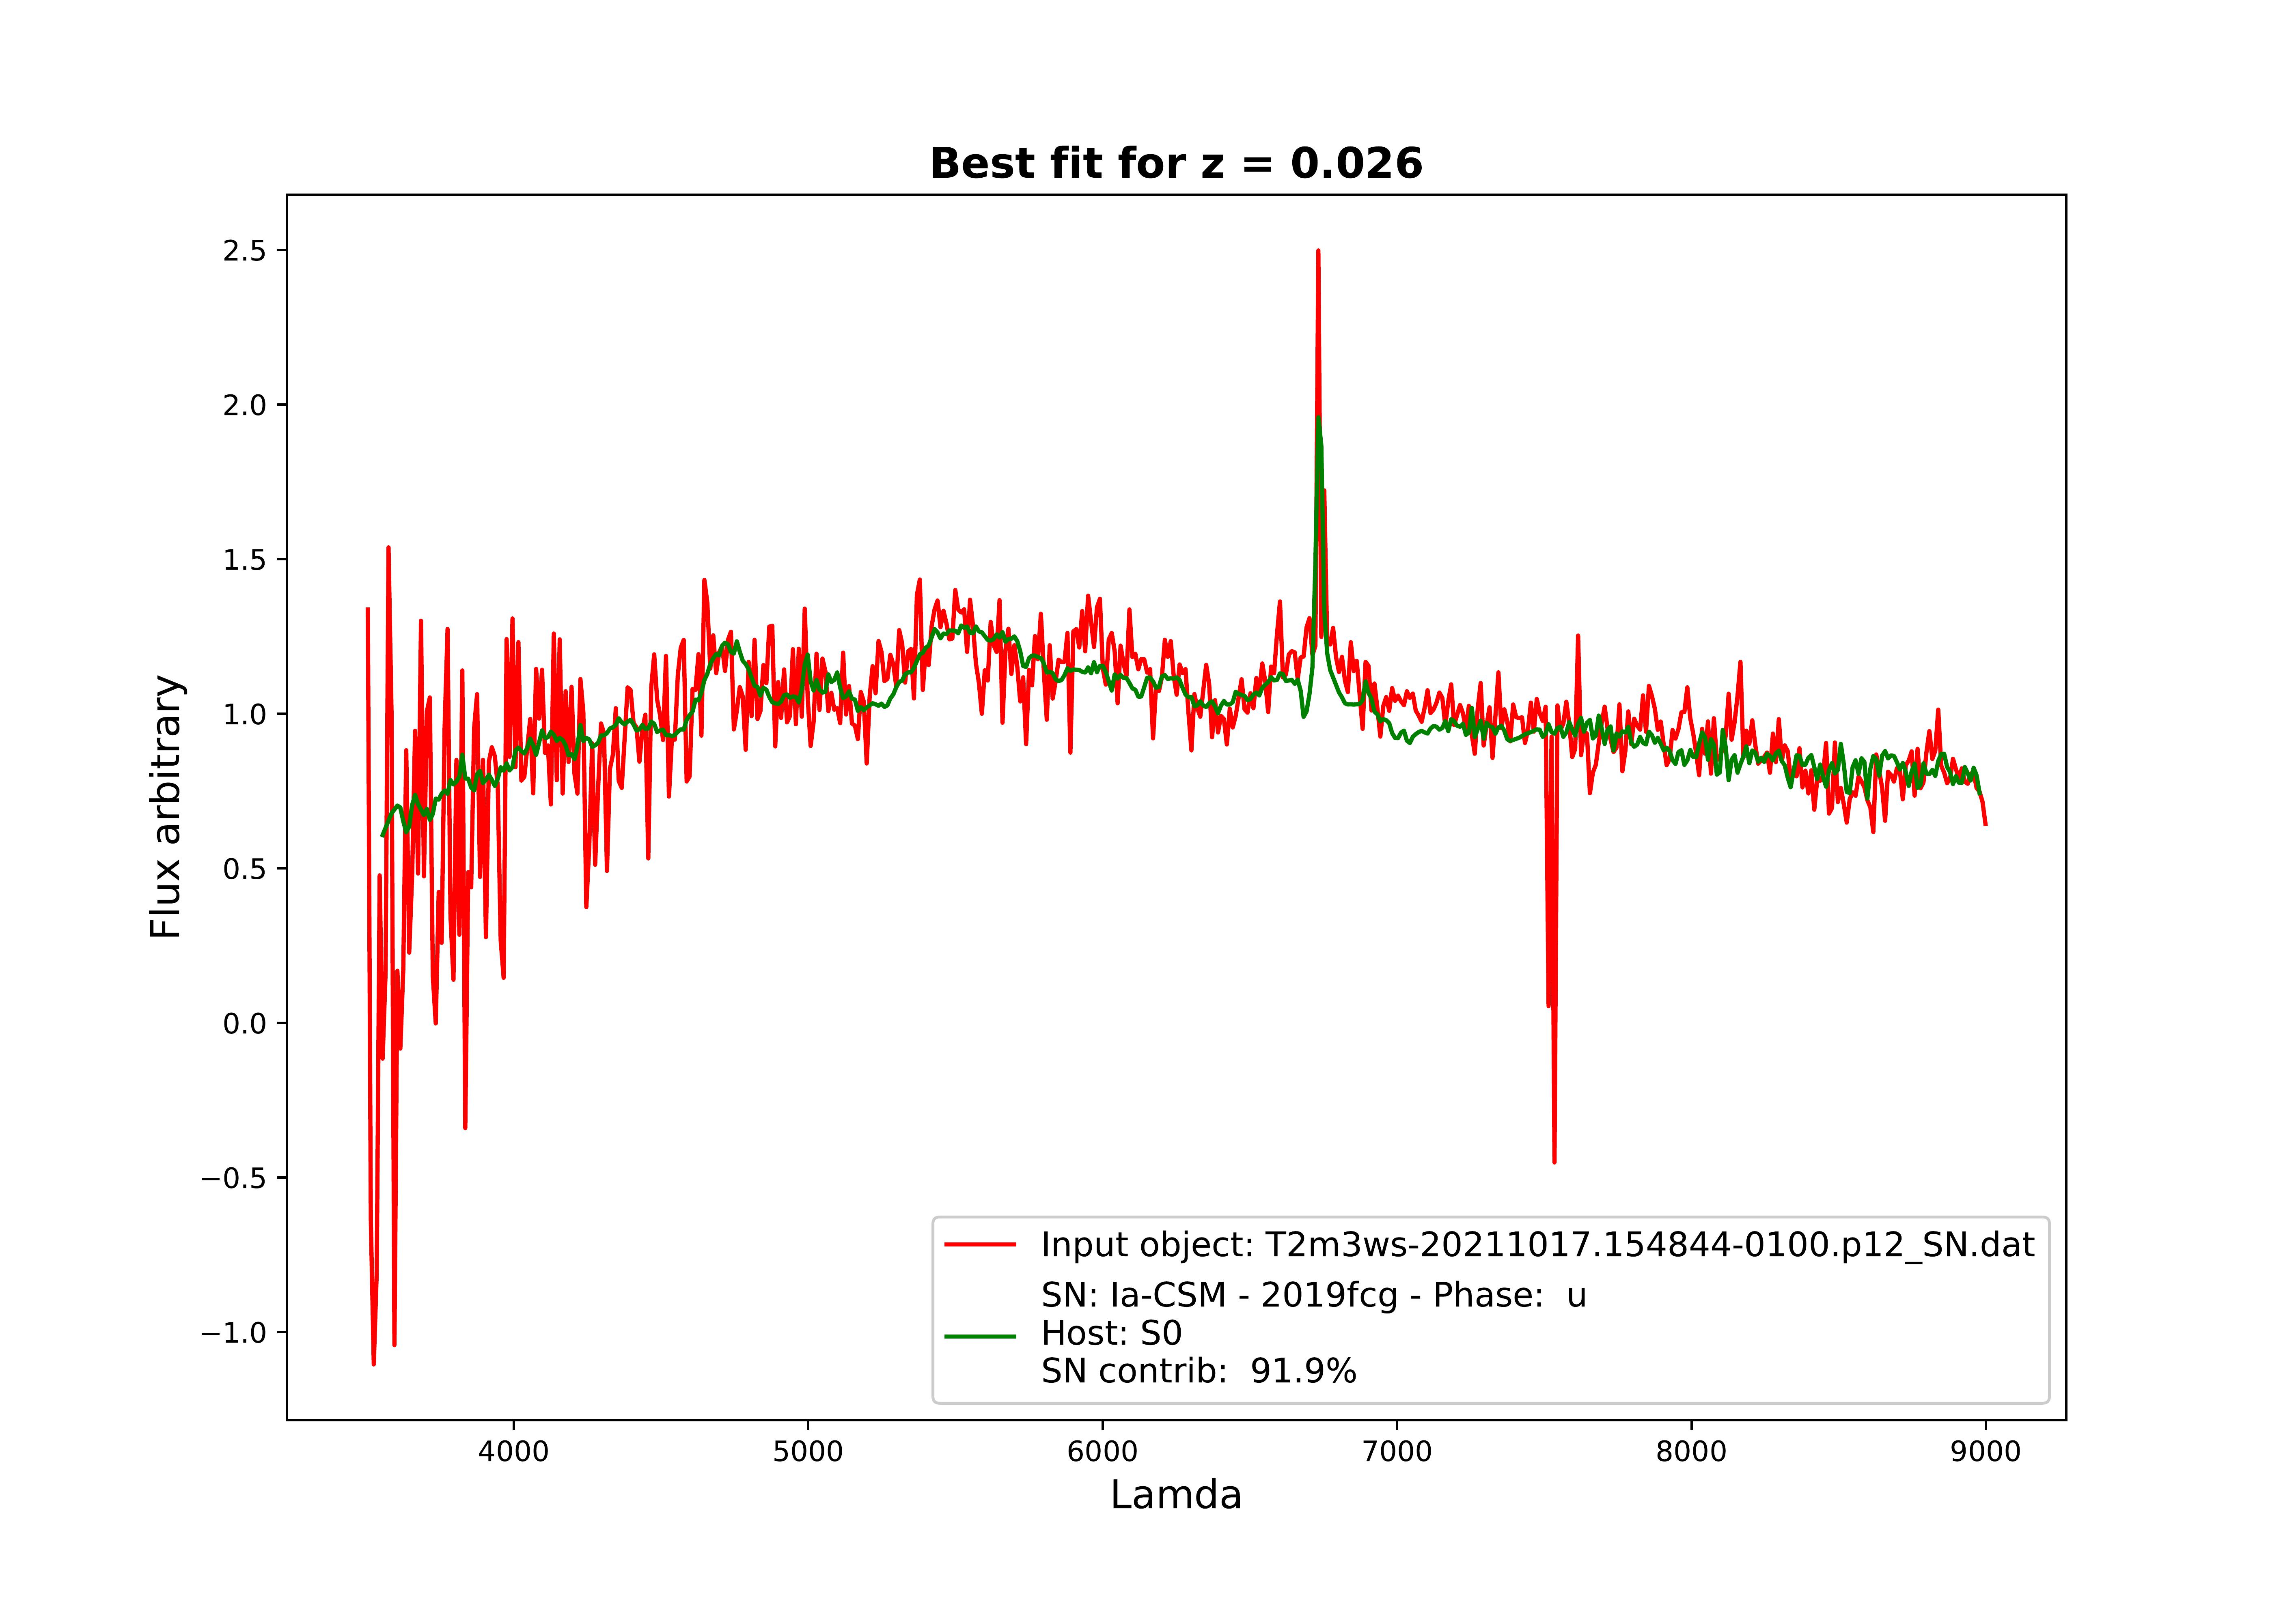 Best fit for z = 0.026
Flux arbitrary
2.5
2.0
1.5
1.0
0.5
0.0
−0.5
−1.0
4000 5000 6000 7000 8000 9000
Lamda
Input object: T2m3ws-20211017.154844-0100.p12_SN.dat
SN: Ia-CSM - 2019fcg - Phase:  u
Host: S0
SN contrib:  91.9%